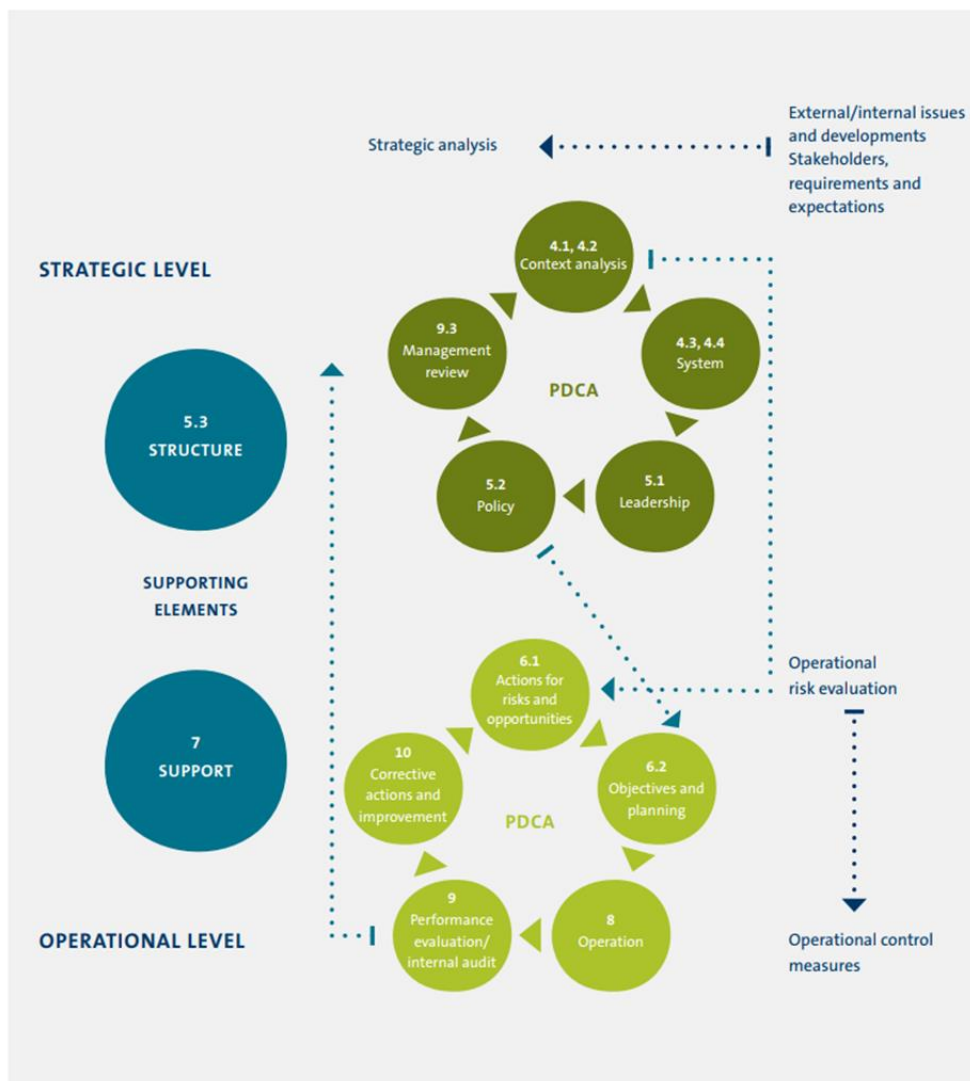 External/internal issues
and developments
Stakeholders,
requirements and
expectations
Strategic analysis
STRATEGIC LEVEL
4.1, 4.2
Context analysis
9.3
Management
review
4.3, 4.4
System
PDCA
5.3
STRUCTURE
5.2
Policy
5.1
Leadership
SUPPORTING
ELEMENTS
6.1
Actions for
risks and
opportunities
Operational
risk evaluation
7
SUPPORT
10
Corrective
actions and
improvement
6.2
Objectives and
planning
PDCA
OPERATIONAL LEVEL
9
Performance
evaluation/
internal audit
8
Operation
Operational control
measures